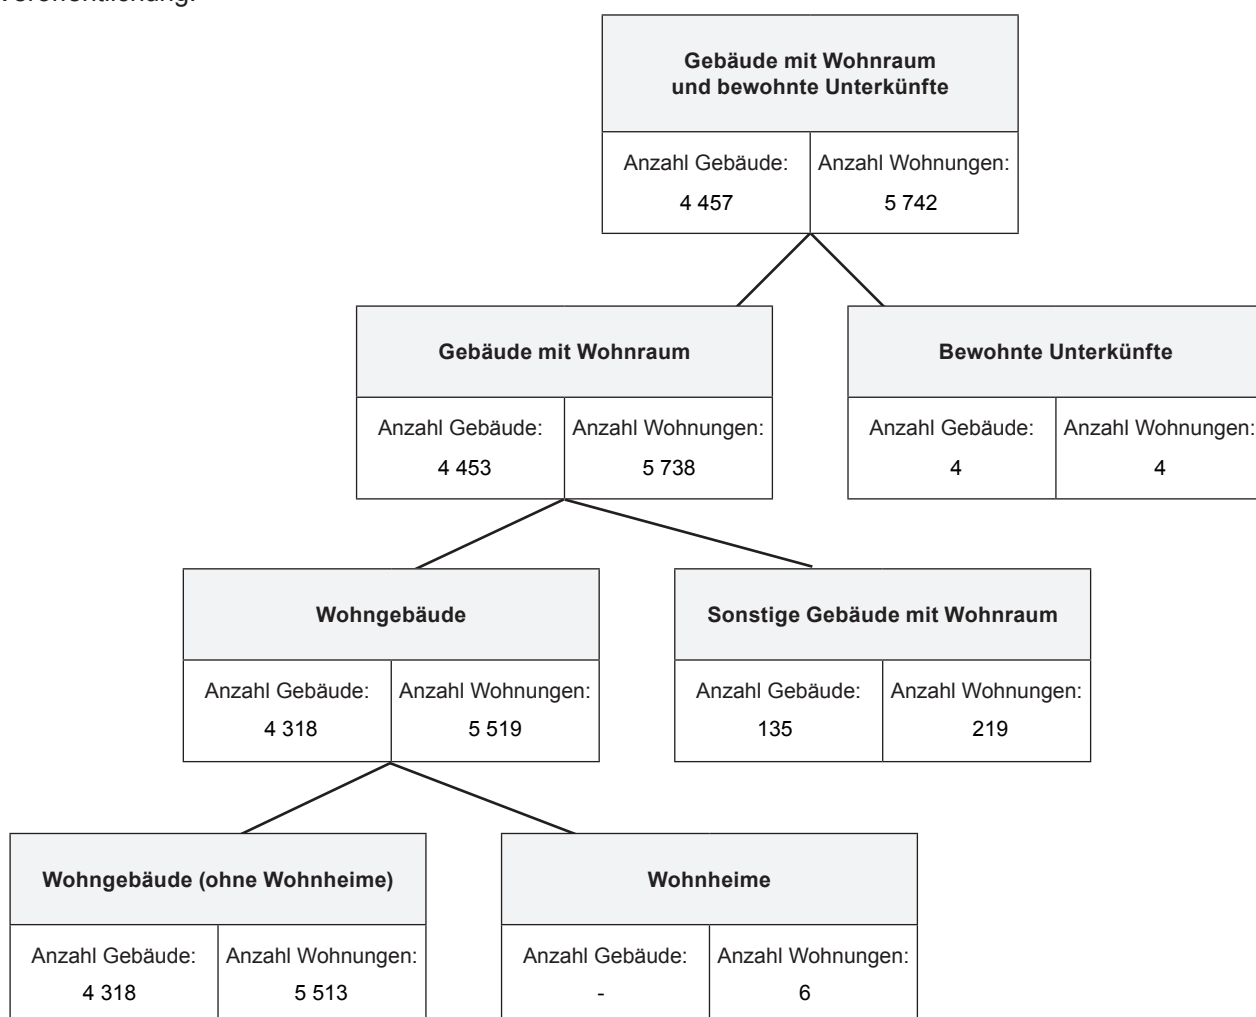 Veröffentlichung.
Gebäude mit Wohnraum
und bewohnte Unterkünfte
Anzahl Gebäude: Anzahl Wohnungen:
4 457 5 742
Gebäude mit Wohnraum Bewohnte Unterkünfte
Anzahl Gebäude: Anzahl Wohnungen: Anzahl Gebäude: Anzahl Wohnungen:
4 453 5 738 4 4
Wohngebäude Sonstige Gebäude mit Wohnraum
Anzahl Gebäude: Anzahl Wohnungen: Anzahl Gebäude: Anzahl Wohnungen:
4 318 5 519 135 219
Wohngebäude (ohne Wohnheime) Wohnheime
Anzahl Gebäude: Anzahl Wohnungen: Anzahl Gebäude: Anzahl Wohnungen:
4 318 5 513 - 6